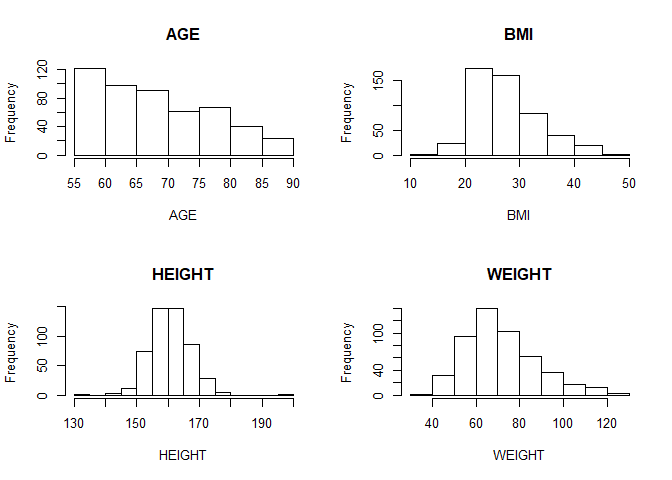 AGE
Frequency
0 40 80 120
55 60 65 70 75 80 85 90
AGE
BMI
Frequency
0 50 150
10 20 30 40 50
BMI
HEIGHT
Frequency
0 50 100
130 150 170 190
HEIGHT
WEIGHT
Frequency
0 40 100
40 60 80 100 120
WEIGHT